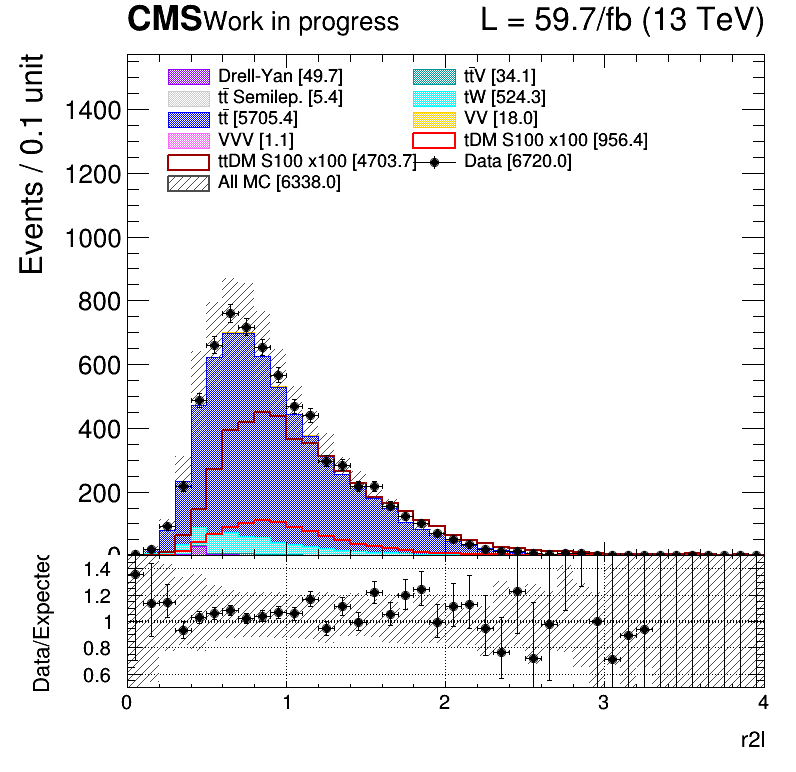 CMS Work in progress L = 59.7/fb (13 TeV)
Drell-Yan [49.7] tt̄V [34.1]
tt̄ Semilep. [5.4] tW [524.3]
tt̄ [5705.4] VV [18.0]
VVV [1.1] tDM S100 x100 [956.4]
ttDM S100 x100 [4703.7] Data [6720.0]
All MC [6338.0]
Events / 0.1 unit
1400
1200
1000
800
600
400
200
0
Data/Expected
1.4
1.2
1
0.8
0.6
0 1 2 3 4
r2l